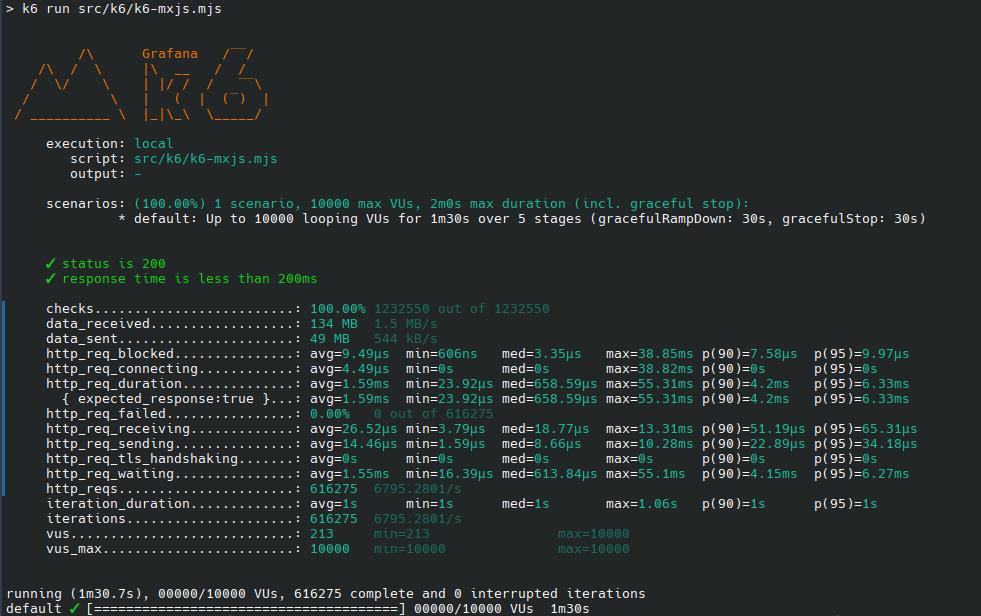 > k6 run src/k6/k6-mxjs.mjs
Grafana
execution: local
script: src/k6/k6-mxjs.mjs
output: -
scenarios: (100.00%) 1 scenario, 10000 max VUs, 2m0s max duration (incl. graceful stop):
* default: Up to 10000 looping VUs for 1m30s over 5 stages (gracefulRampDown: 30s, gracefulStop: 30s)
✓ status is 200
✓ response time is less than 200ms
checks.........................: 100.00% 1232550 out of 1232550
data_received..................: 134 MB 1.5 MB/s
data_sent......................: 49 MB 544 kB/s
http_req_blocked...............: avg=9.49µs min=606ns med=3.35µs max=38.85ms p(90)=7.58µs p(95)=9.97µs
http_req_connecting............: avg=4.49µs min=0s med=0s max=38.82ms p(90)=0s p(95)=0s
http_req_duration..............: avg=1.59ms min=23.92µs med=658.59µs max=55.31ms p(90)=4.2ms p(95)=6.33ms
{ expected_response:true }...: avg=1.59ms min=23.92µs med=658.59µs max=55.31ms p(90)=4.2ms p(95)=6.33ms
http_req_failed................: 0.00% 0 out of 616275
http_req_receiving.............: avg=26.52µs min=3.79µs med=18.77µs max=13.31ms p(90)=51.19µs p(95)=65.31µs
http_req_sending...............: avg=14.46µs min=1.59µs med=8.66µs max=10.28ms p(90)=22.89µs p(95)=34.18µs
http_req_tls_handshaking.......: avg=0s min=0s med=0s max=0s p(90)=0s p(95)=0s
http_req_waiting...............: avg=1.55ms min=16.39µs med=613.84µs max=55.1ms p(90)=4.15ms p(95)=6.27ms
http_reqs......................: 616275 6795.2801/s
iteration_duration.............: avg=1s min=1s med=1s max=1.06s p(90)=1s p(95)=1s
iterations.....................: 616275 6795.2801/s
vus............................: 213 min=213 max=10000
vus_max........................: 10000 min=10000 max=10000
running (1m30.7s), 00000/10000 VUs, 616275 complete and 0 interrupted iterations
default ✓ [======================================] 00000/10000 VUs 1m30s